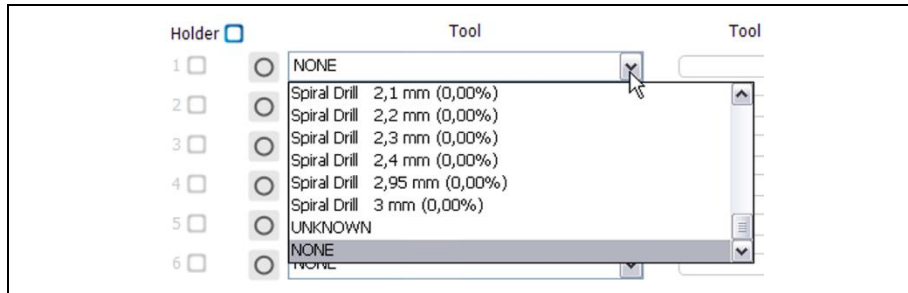 Holder Tool Tool
1 NONE
Spiral Drill 2,1 mm (0,00%)
2 Spiral Drill 2,2 mm (0,00%)
Spiral Drill 2,3 mm (0,00%)
3 Spiral Drill 2,4 mm (0,00%)
4 Spiral Drill 2,95 mm (0,00%)
Spiral Drill 3 mm (0,00%)
5 UNKNOWN
NONE
6 NONE